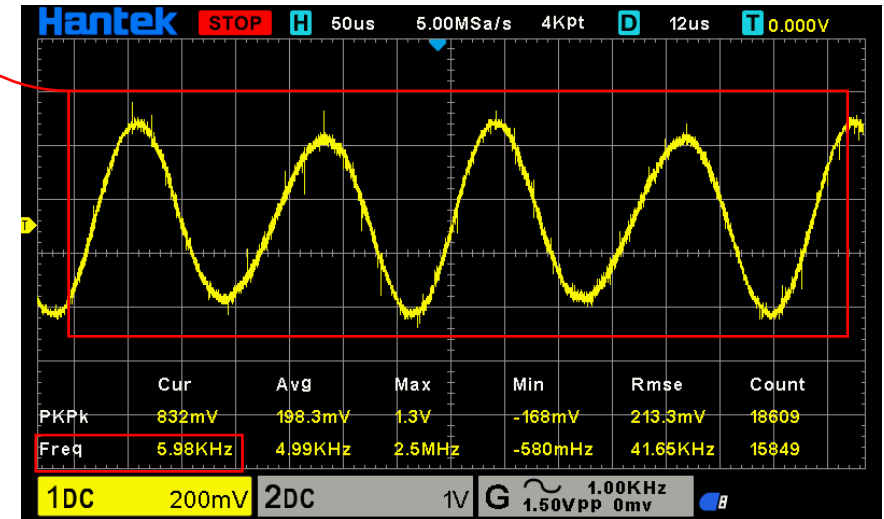 Hantek STOP H 50us 5.00MSa/s 4Kpt D 12us T 0.000V
T
Cur Avg Max Min Rmse Count
PKPk 832mV 198.3mV 1.3V -168mV 213.3mV 18609
Freq 5.98KHz 4.99KHz 2.5MHz -580mHz 41.65KHz 15849
1DC 200mV 2DC 1V G 1.00KHz
1.50Vpp 0mv